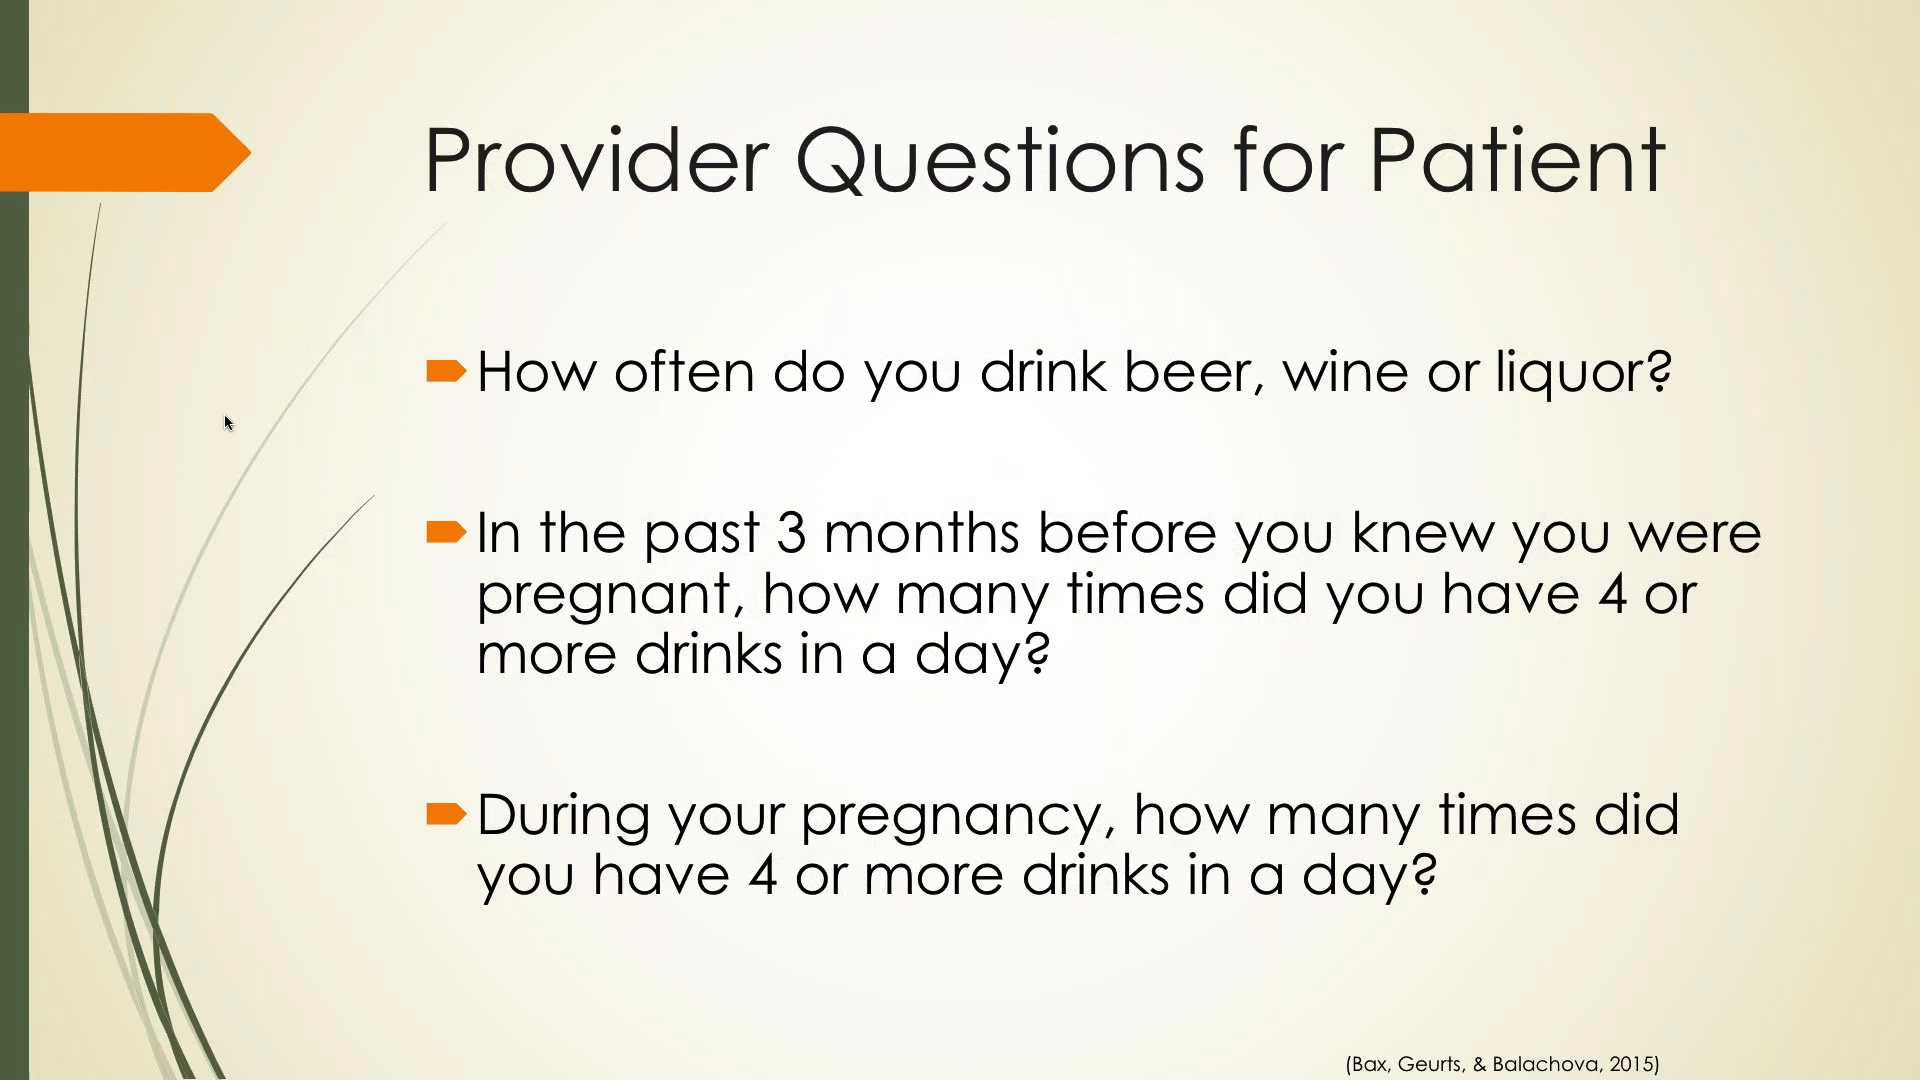 Provider Questions for Patient
How often do you drink beer, wine or liquor?
In the past 3 months before you knew you were
pregnant, how many times did you have 4 or
more drinks in a day?
During your pregnancy, how many times did
you have 4 or more drinks in a day?
(Bax, Geurts, & Balachova, 2015)